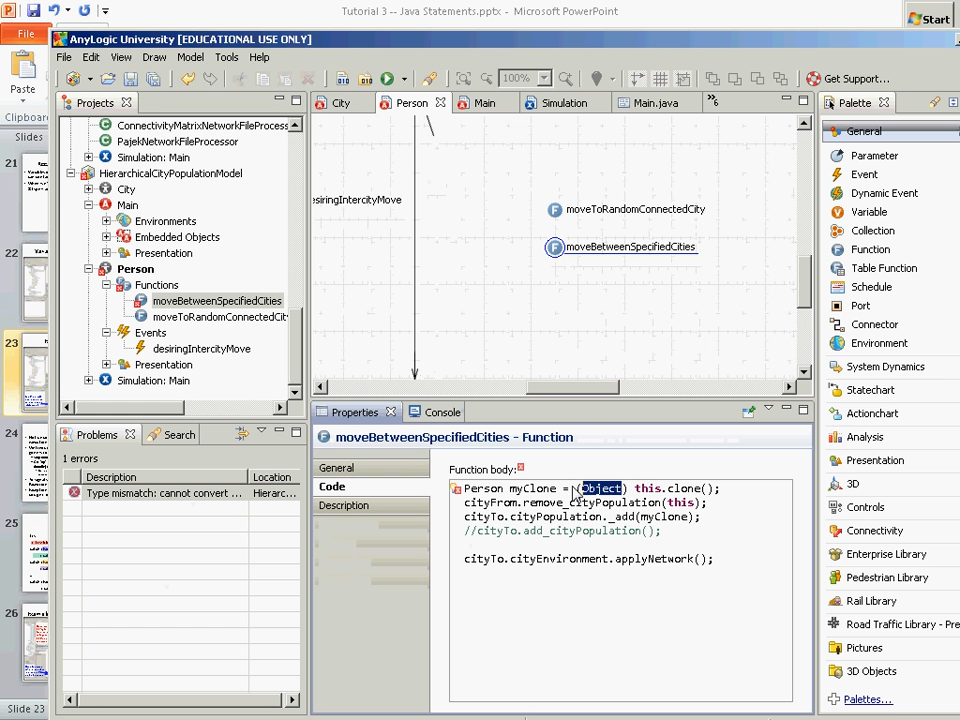 Tutorial 3 -- Java Statements.pptx - Microsoft PowerPoint
Start
File
Paste
Clipboard
Slides
21
22
23
24
25
26
Slide 23
AnyLogic University [EDUCATIONAL USE ONLY]
File Edit View Draw Model Tools Help
100%
Get Support...
Projects
ConnectivityMatrixNetworkFileProcess
PajekNetworkFileProcessor
Simulation: Main
HierarchicalCityPopulationModel
City
Main
Environments
Embedded Objects
Presentation
Person
Functions
moveBetweenSpecifiedCities
moveToRandomConnectedCit
Events
desiringIntercityMove
Presentation
Simulation: Main
Problems
Search
1 errors
Description Location
Type mismatch: cannot convert ... Hierarc...
City
Person
Main
Simulation
Main.java
esiringIntercityMove
moveToRandomConnectedCity
moveBetweenSpecifiedCities
Properties
Console
moveBetweenSpecifiedCities - Function
General
Code
Description
Function body:
Person myClone = (Object) this.clone();
cityFrom.remove_cityPopulation(this);
cityTo.cityPopulation._add(myClone);
//cityTo.add_cityPopulation();
cityTo.cityEnvironment.applyNetwork();
Palette
General
Parameter
Event
Dynamic Event
Variable
Collection
Function
Table Function
Schedule
Port
Connector
Environment
System Dynamics
Statechart
Actionchart
Analysis
Presentation
3D
Controls
Connectivity
Enterprise Library
Pedestrian Library
Rail Library
Road Traffic Library - Pre
Pictures
3D Objects
Palettes...